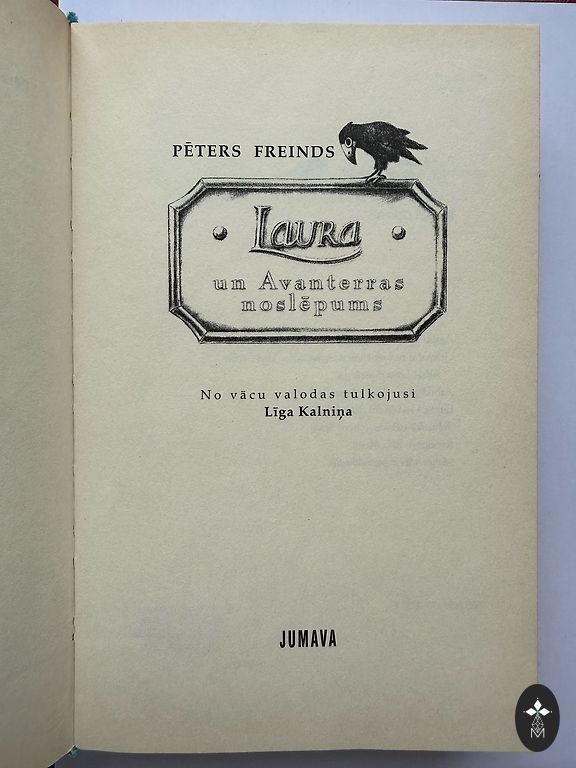 PĒTERS FREINDS
Laura
un Avanterras
noslēpums
No vācu valodas tulkojusi
Līga Kalniņa
JUMAVA
M